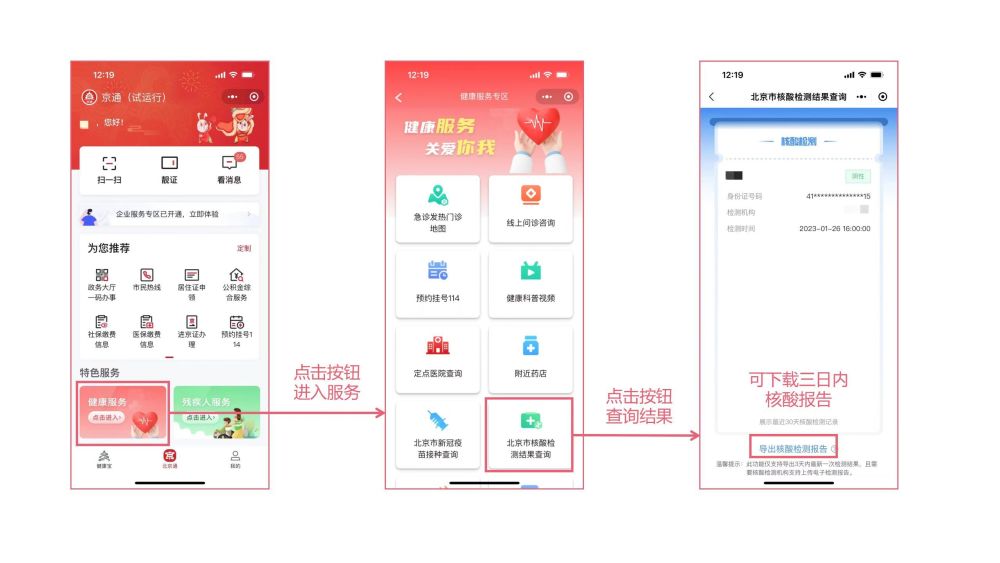 12:19
京通（试运行）
，您好！
扫一扫
靓证
55
看消息
企业服务专区已开通，立即体验
为您推荐
定制
政务大厅
一码办事
市民热线
居住证申
领
公积金综
合服务
社保缴费
信息
医保缴费
信息
进京证办
理
预约挂号1
14
特色服务
健康服务
点击进入>
残疾人服务
点击进入>
健康宝
北京通
我的
点击按钮
进入服务
12:19
健康服务专区
健康服务
关爱你我
急诊发热门诊
地图
线上问诊咨询
预约挂号114
健康科普视频
定点医院查询
附近药店
北京市新冠疫
苗接种查询
北京市核酸检
测结果查询
点击按钮
查询结果
12:19
北京市核酸检测结果查询
核酸检测
阴性
身份证号码
41**************15
检测机构
检测时间
2023-01-26 16:00:00
可下载三日内
核酸报告
展示最近30天核酸检测记录
导出核酸检测报告
温馨提示：此功能仅支持导出3天内最新一次检测结果，且需
要核酸检测机构支持上传电子检测报告。